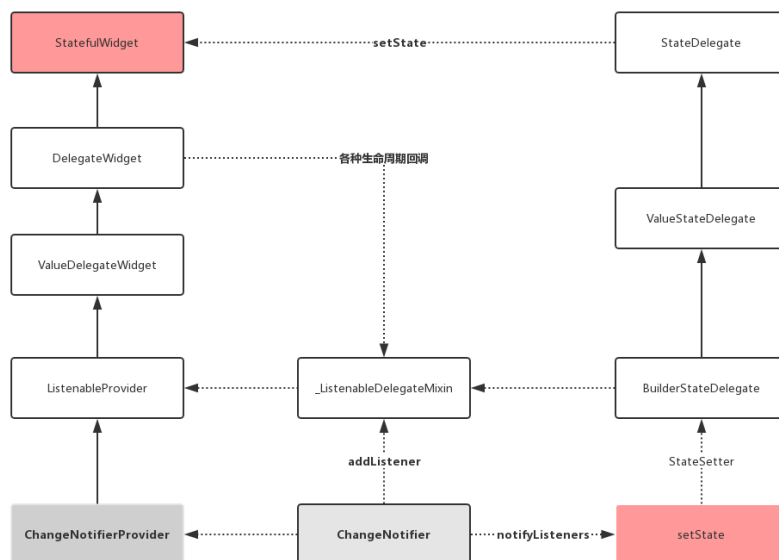 StatefulWidget
setState
StateDelegate
DelegateWidget
各种生命周期回调
ValueStateDelegate
ValueDelegateWidget
ListenableProvider
_ListenableDelegateMixin
BuilderStateDelegate
addListener
StateSetter
ChangeNotifierProvider
ChangeNotifier
notifyListeners
setState